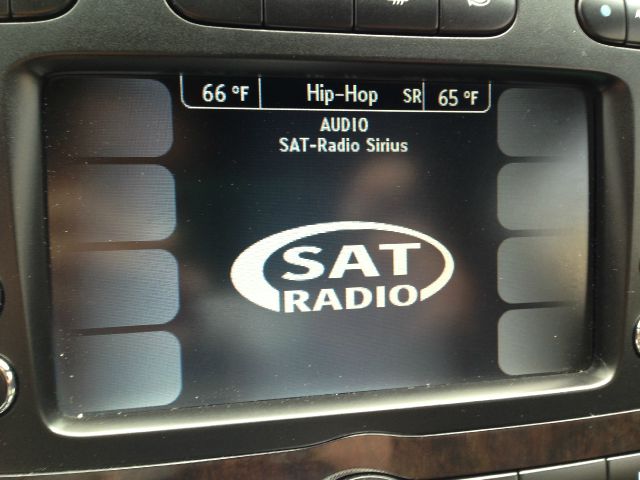 66 °F Hip-Hop SR 65 °F
AUDIO
SAT-Radio Sirius
SAT
RADIO